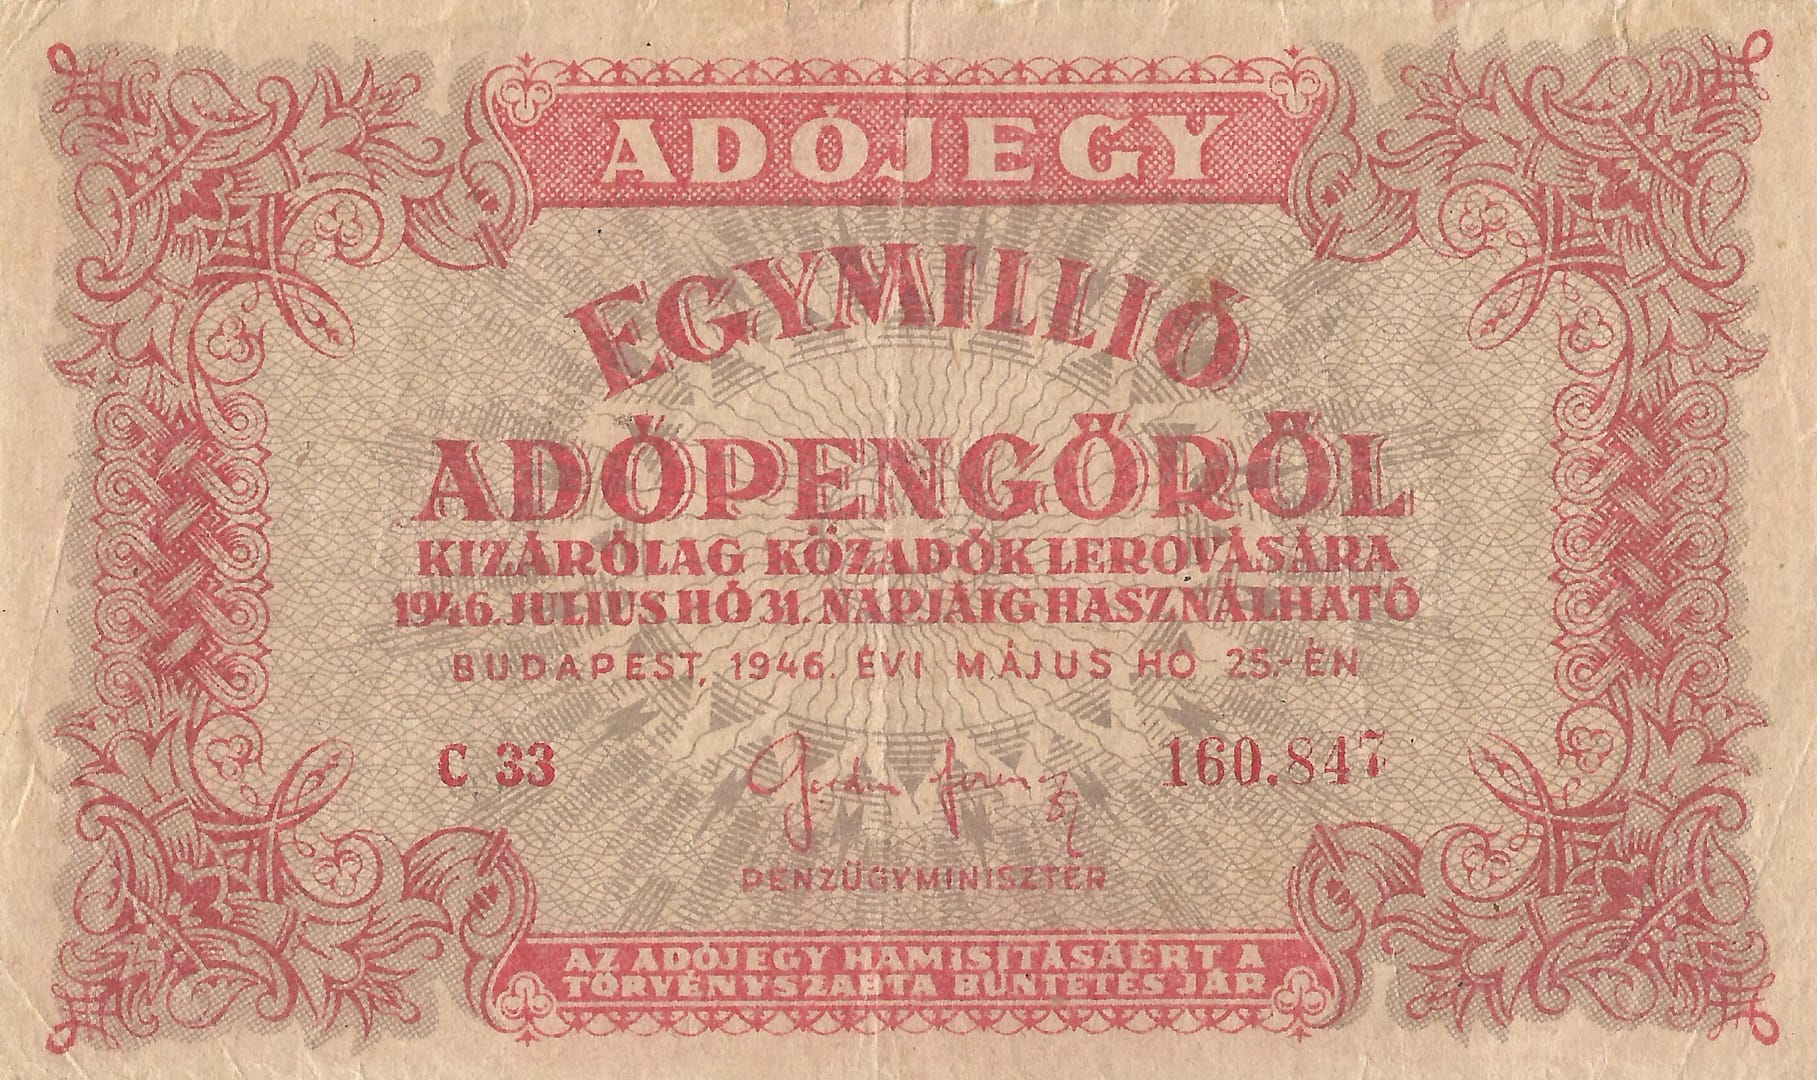 ADÓJEGY
EGYMILLIÓ
ADÓPENGŐRŐL
KIZÁRÓLAG KÖZADÓK LEROVÁSÁRA
1946. JULIUS HÓ 31. NAPJÁIG HASZNÁLHATÓ
BUDAPEST, 1946. ÉVI MÁJUS HO 25.-ÉN
C 33
160.847
PÉNZÜGYMINISZTER
AZ ADÓJEGY HAMISITÁSÁÉRT A
TÖRVÉNYSZABTA BÜNTETÉS JÁR